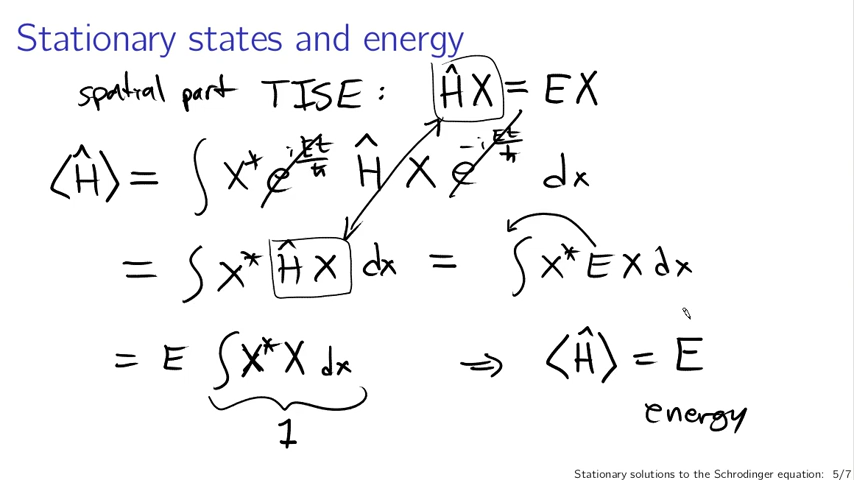 Stationary states and energy
spatial part TISE: ĤX = EX
⟨Ĥ⟩ = ∫ X* e^{iEt/ħ} Ĥ X e^{-iEt/ħ} dx
= ∫ X* ĤX dx = ∫ X* E X dx
= E ∫ X* X dx ⇒ ⟨Ĥ⟩ = E
1
energy
Stationary solutions to the Schrodinger equation: 5/7